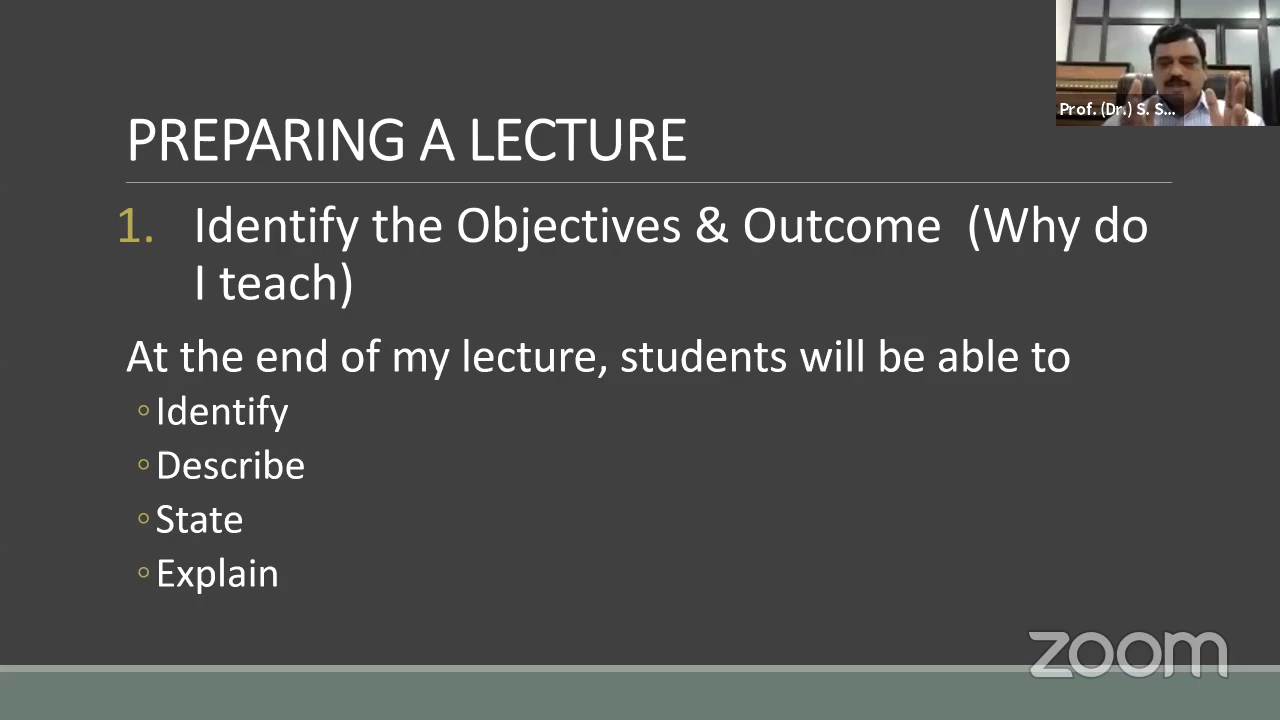 Prof. (Dr.) S. S...
PREPARING A LECTURE
1. Identify the Objectives & Outcome (Why do
I teach)
At the end of my lecture, students will be able to
◦Identify
◦Describe
◦State
◦Explain
zoom